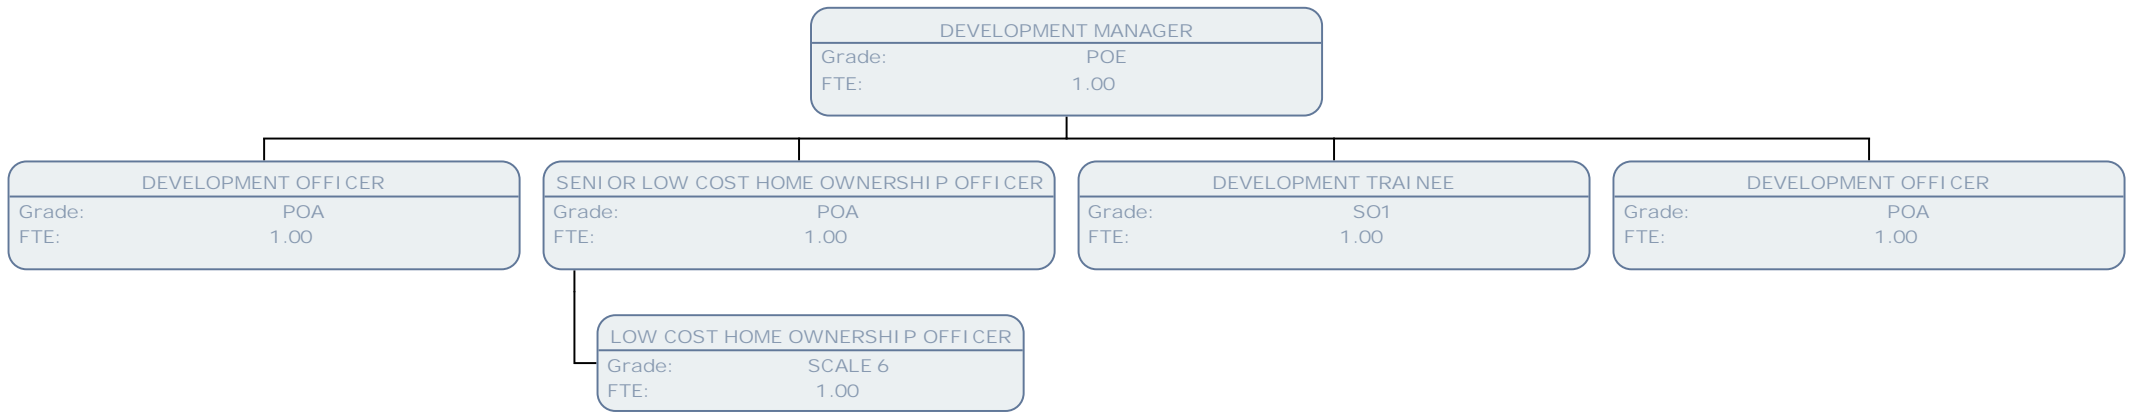 DEVELOPMENT MANAGER
Grade: POE
FTE: 1.00
DEVELOPMENT OFFICER
Grade: POA
FTE: 1.00
SENIOR LOW COST HOME OWNERSHIP OFFICER
Grade: POA
FTE: 1.00
DEVELOPMENT TRAINEE
Grade: SO1
FTE: 1.00
DEVELOPMENT OFFICER
Grade: POA
FTE: 1.00
LOW COST HOME OWNERSHIP OFFICER
Grade: SCALE 6
FTE: 1.00